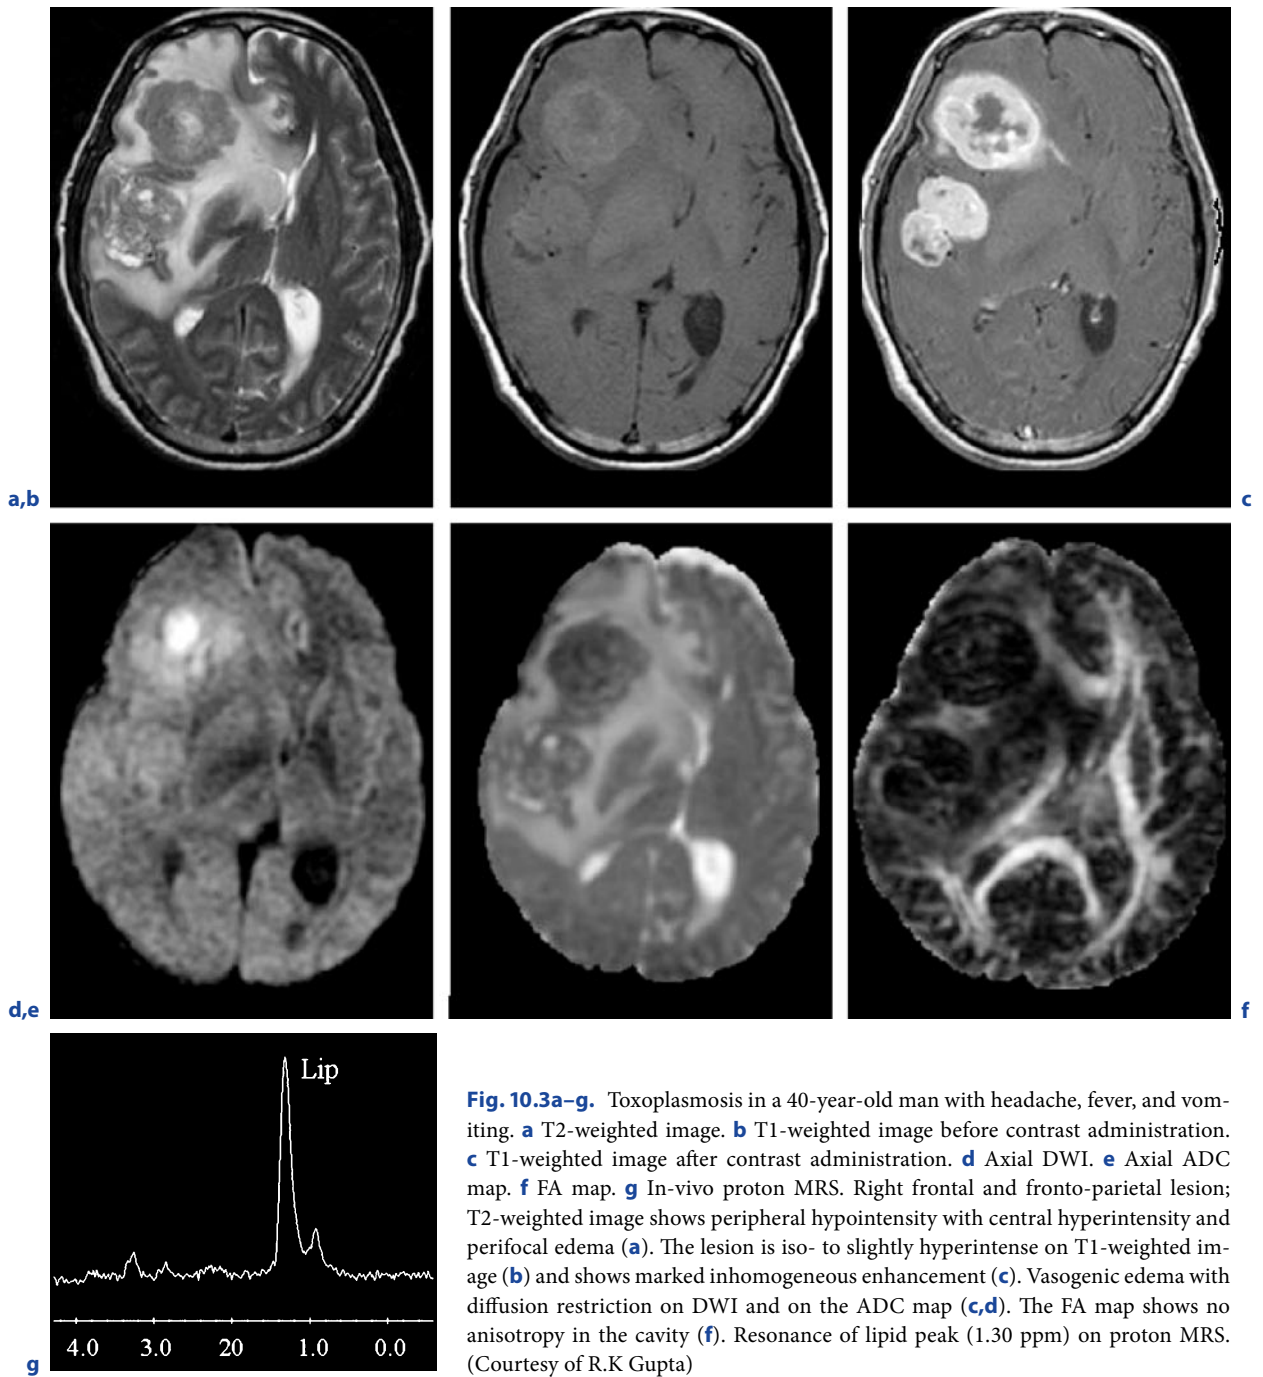 a,b
c
d,e
f
Lip
4.0 3.0 20 1.0 0.0
g
Fig. 10.3a–g. Toxoplasmosis in a 40-year-old man with headache, fever, and vom-
iting. a T2-weighted image. b T1-weighted image before contrast administration.
c T1-weighted image after contrast administration. d Axial DWI. e Axial ADC
map. f FA map. g In-vivo proton MRS. Right frontal and fronto-parietal lesion;
T2-weighted image shows peripheral hypointensity with central hyperintensity and
perifocal edema (a). The lesion is iso- to slightly hyperintense on T1-weighted im-
age (b) and shows marked inhomogeneous enhancement (c). Vasogenic edema with
diffusion restriction on DWI and on the ADC map (c,d). The FA map shows no
anisotropy in the cavity (f). Resonance of lipid peak (1.30 ppm) on proton MRS.
(Courtesy of R.K Gupta)